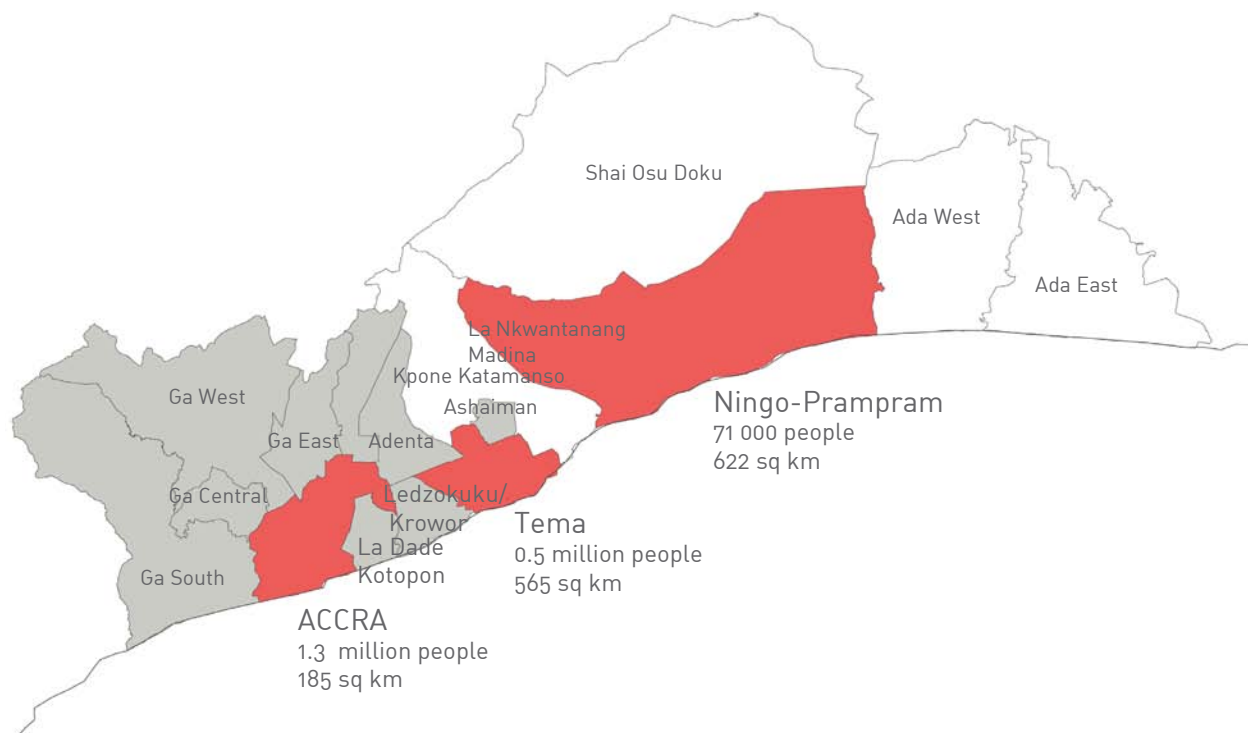 Shai Osu Doku
Ada West
Ada East
La Nkwantanang
Madina
Kpone Katamanso
Ashaiman
Ga West
Ga East
Adenta
Ga Central
Ledzokuku/
Krowor
La Dade
Kotopon
Ga South
Ningo-Prampram
71 000 people
622 sq km
Tema
0.5 million people
565 sq km
ACCRA
1.3 million people
185 sq km